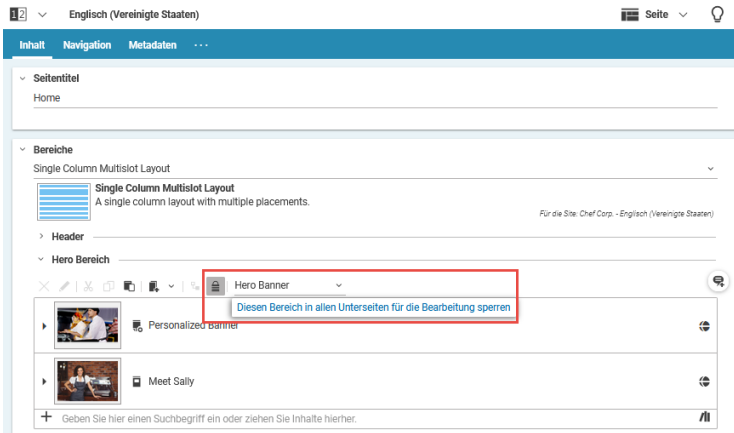 12 Englisch (Vereinigte Staaten) Seite
Inhalt Navigation Metadaten ...
Seitentitel
Home
Bereiche
Single Column Multislot Layout
Single Column Multislot Layout
A single column layout with multiple placements.
Für die Site: Chef Corp. - Englisch (Vereinigte Staaten)
Header
Hero Bereich
Hero Banner
Diesen Bereich in allen Unterseiten für die Bearbeitung sperren
Personalized Banner
Meet Sally
Geben Sie hier einen Suchbegriff ein oder ziehen Sie Inhalte hierher.